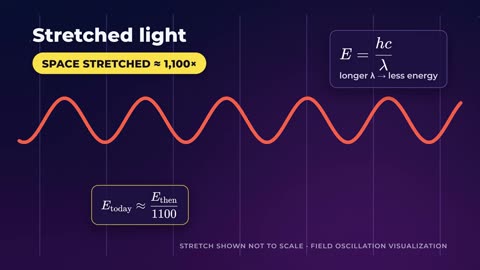 Stretched light
SPACE STRETCHED ≈ 1,100×
E = hc/λ
longer λ → less energy
E_today ≈ E_then/1100
STRETCH SHOWN NOT TO SCALE · FIELD OSCILLATION VISUALIZATION